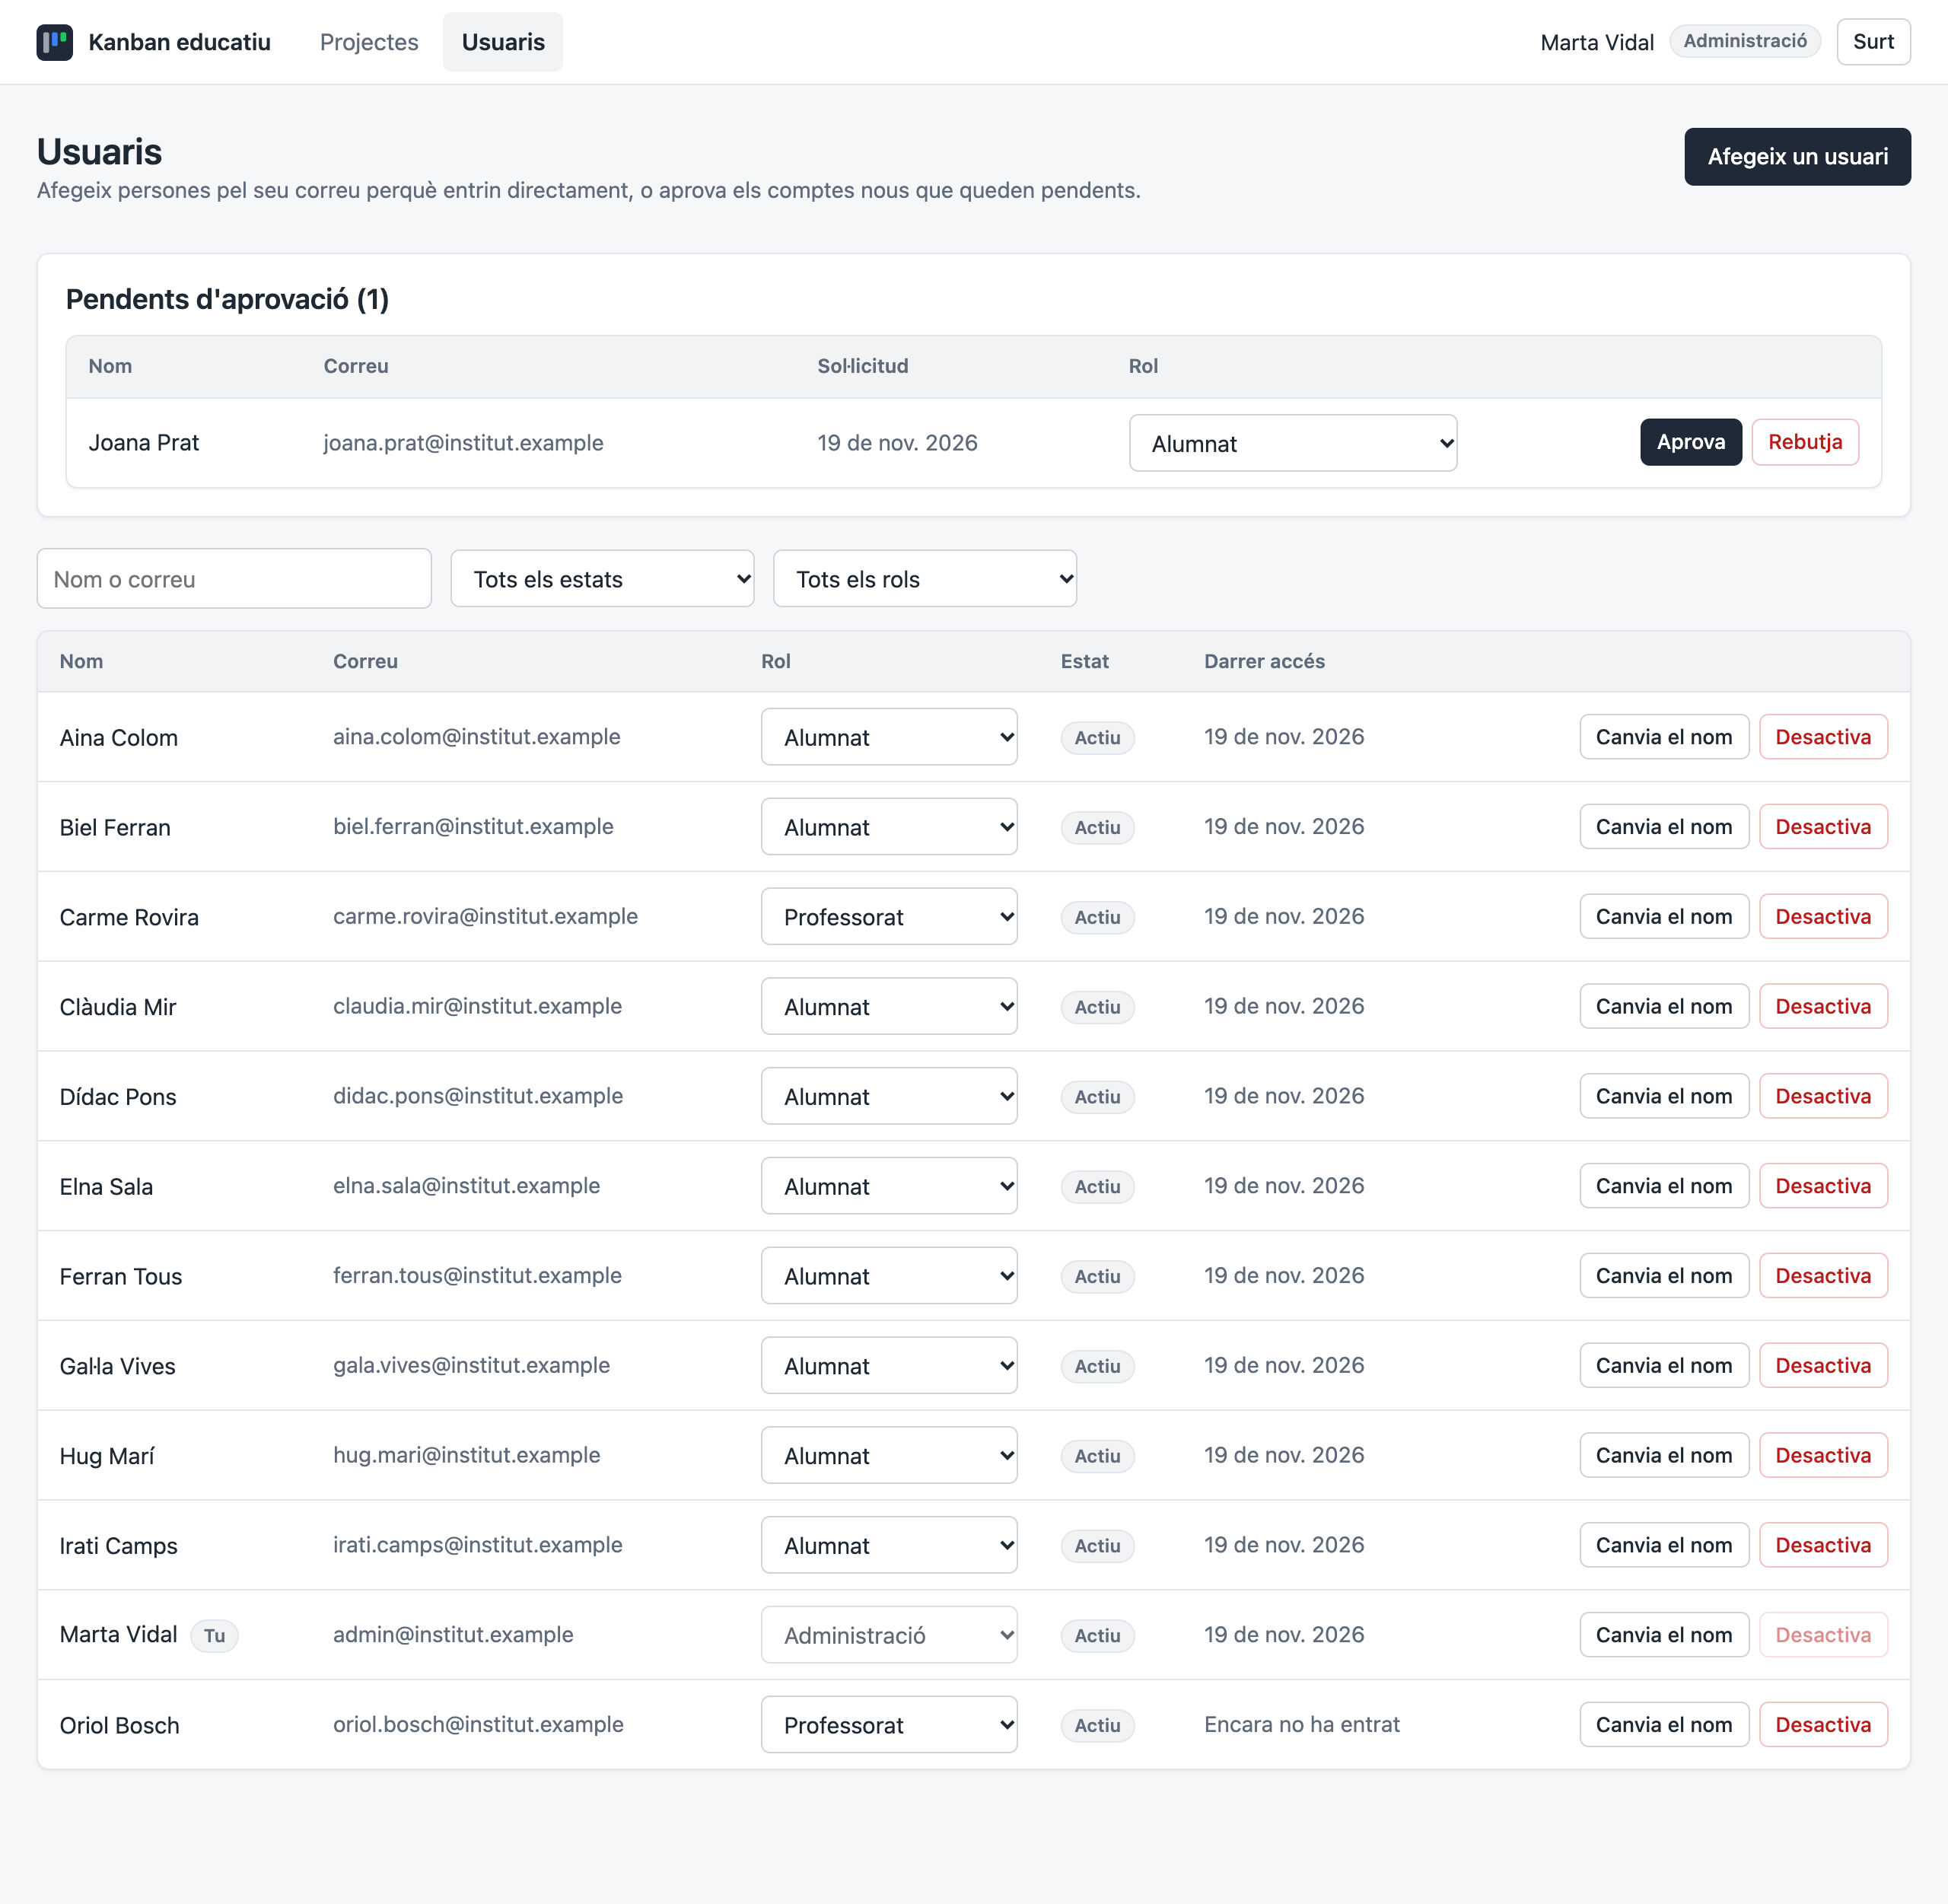 Kanban educatiu Projectes Usuaris Marta Vidal Administració Surt
Usuaris
Afegeix un usuari
Afegeix persones pel seu correu perquè entrin directament, o aprova els comptes nous que queden pendents.
Pendents d'aprovació (1)
Nom Correu Sol·licitud Rol
Joana Prat joana.prat@institut.example 19 de nov. 2026 Alumnat Aprova Rebutja
Nom o correu Tots els estats Tots els rols
Nom Correu Rol Estat Darrer accés
Aina Colom aina.colom@institut.example Alumnat Actiu 19 de nov. 2026 Canvia el nom Desactiva
Biel Ferran biel.ferran@institut.example Alumnat Actiu 19 de nov. 2026 Canvia el nom Desactiva
Carme Rovira carme.rovira@institut.example Professorat Actiu 19 de nov. 2026 Canvia el nom Desactiva
Clàudia Mir claudia.mir@institut.example Alumnat Actiu 19 de nov. 2026 Canvia el nom Desactiva
Dídac Pons didac.pons@institut.example Alumnat Actiu 19 de nov. 2026 Canvia el nom Desactiva
Elna Sala elna.sala@institut.example Alumnat Actiu 19 de nov. 2026 Canvia el nom Desactiva
Ferran Tous ferran.tous@institut.example Alumnat Actiu 19 de nov. 2026 Canvia el nom Desactiva
Gal·la Vives gala.vives@institut.example Alumnat Actiu 19 de nov. 2026 Canvia el nom Desactiva
Hug Marí hug.mari@institut.example Alumnat Actiu 19 de nov. 2026 Canvia el nom Desactiva
Irati Camps irati.camps@institut.example Alumnat Actiu 19 de nov. 2026 Canvia el nom Desactiva
Marta Vidal Tu admin@institut.example Administració Actiu 19 de nov. 2026 Canvia el nom Desactiva
Oriol Bosch oriol.bosch@institut.example Professorat Actiu Encara no ha entrat Canvia el nom Desactiva